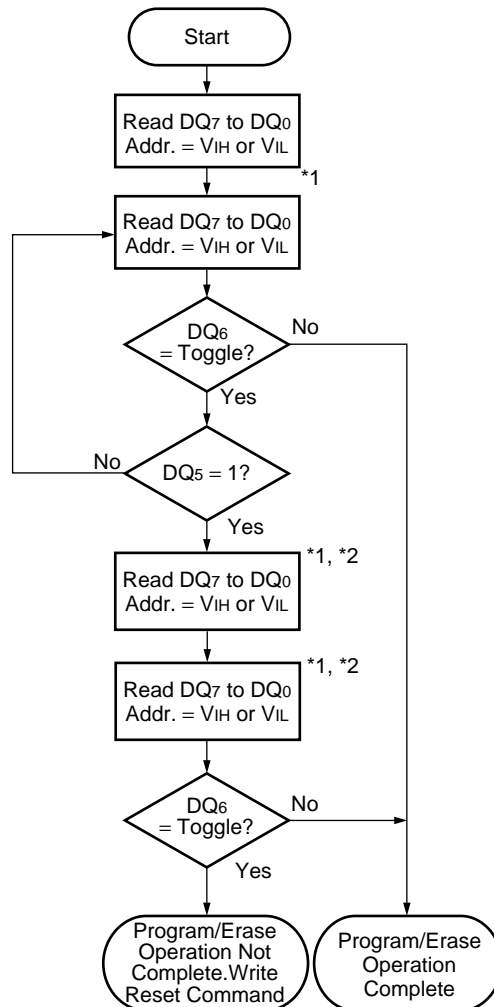 Start
Read DQ7 to DQ0
Addr. = VIH or VIL
*1
Read DQ7 to DQ0
Addr. = VIH or VIL
DQ6
= Toggle?
No
Yes
DQ5 = 1?
No
Yes
*1, *2
Read DQ7 to DQ0
Addr. = VIH or VIL
*1, *2
Read DQ7 to DQ0
Addr. = VIH or VIL
DQ6
= Toggle?
No
Yes
Program/Erase
Operation Not
Complete.Write
Reset Command
Program/Erase
Operation
Complete